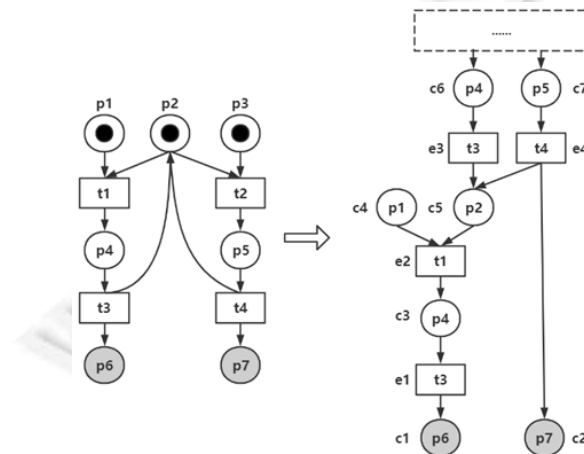 p1 p2 p3
t1 t2
p4 p5
t3 t4
p6 p7
......
c6 p4 p5 c7
e3 t3 t4 e4
c4 p1 c5 p2
e2 t1
c3 p4
e1 t3
c1 p6 p7 c2